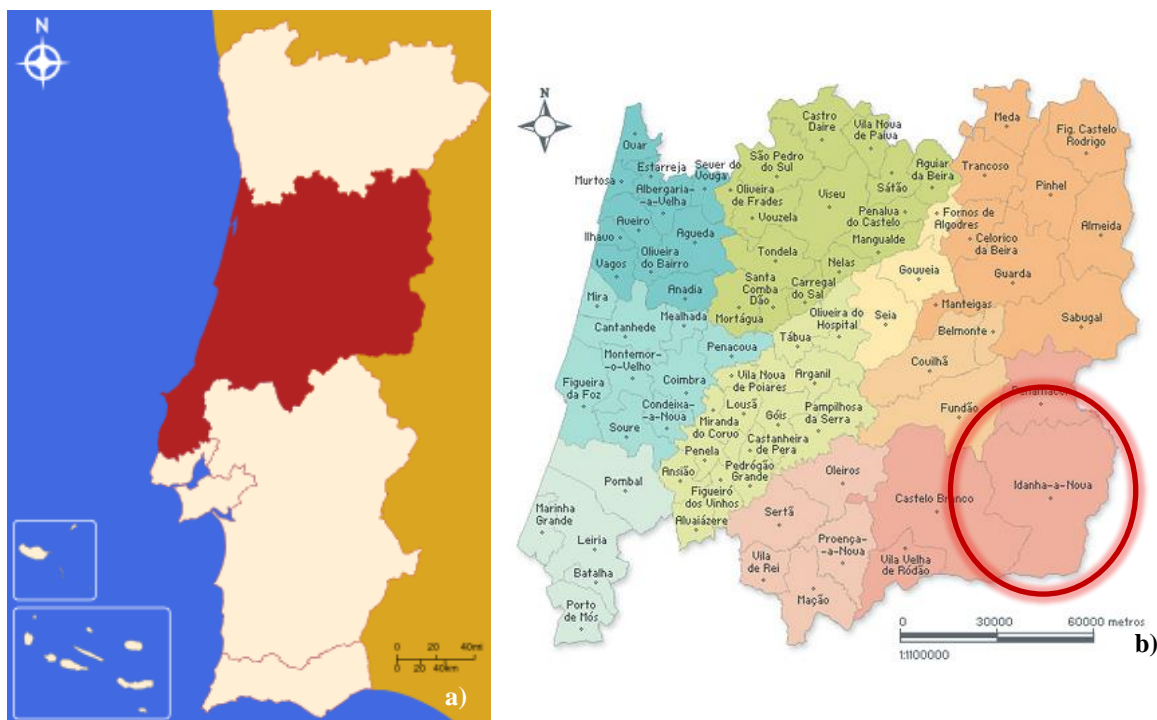 N
0 20 40mi
0 20 40km
a)
N
Ovar
Estarreja
Murtosa
Sever do
Vouga
Albergaria-
a-Velha
Aveiro
Ílhavo
Águeda
Oliveira
do Bairro
Vagos
Anadia
Mira
Mealhada
Cantanhede
Penacova
Montemor-
o-Velho
Coimbra
Figueira
da Foz
Condeixa-
a-Nova
Soure
Pombal
Marinha
Grande
Leiria
Batalha
Porto
de Mós
Castro
Daire
Vila Nova
de Paiva
São Pedro
do Sul
Aguiar
da Beira
Oliveira
de Frades
Viseu
Sátão
Vouzela
Penalva
do Castelo
Mangualde
Tondela
Nelas
Santa
Comba
Dão
Carregal
do Sal
Mortágua
Oliveira do
Hospital
Tábua
Vila Nova
de Poiares
Arganil
Lousã
Góis
Pampilhosa
da Serra
Miranda
do Corvo
Castanheira
de Pera
Penela
Ansião
Pedrógão
Grande
Figueiró
dos Vinhos
Alvaiázere
Fornos de
Algodres
Gouveia
Seia
Meda
Fig. Castelo
Rodrigo
Trancoso
Pinhel
Almeida
Celorico
da Beira
Guarda
Manteigas
Sabugal
Belmonte
Covilhã
Fundão
Penamacor
Idanha-a-Nova
Castelo Branco
Oleiros
Sertã
Proença-
-a-Nova
Vila
de Rei
Vila Velha
de Ródão
Mação
0 30000 60000 metros
1:1100000
b)